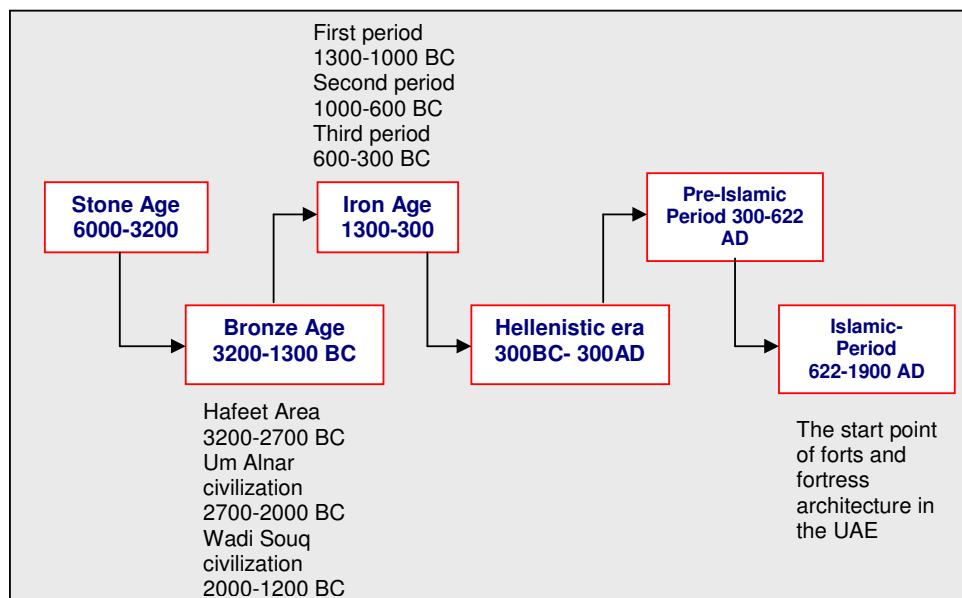 First period
1300-1000 BC
Second period
1000-600 BC
Third period
600-300 BC
Stone Age
6000-3200
Iron Age
1300-300
Pre-Islamic
Period 300-622
AD
Bronze Age
3200-1300 BC
Hellenistic era
300BC- 300AD
Islamic-
Period
622-1900 AD
Hafeet Area
3200-2700 BC
Um Alnar
civilization
2700-2000 BC
Wadi Souq
civilization
2000-1200 BC
The start point
of forts and
fortress
architecture in
the UAE